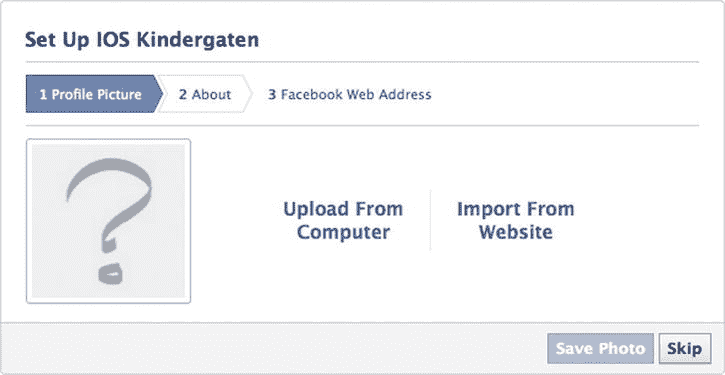 Set Up IOS Kindergaten
1 Profile Picture 2 About 3 Facebook Web Address
?
Upload From Import From
Computer Website
Save Photo Skip